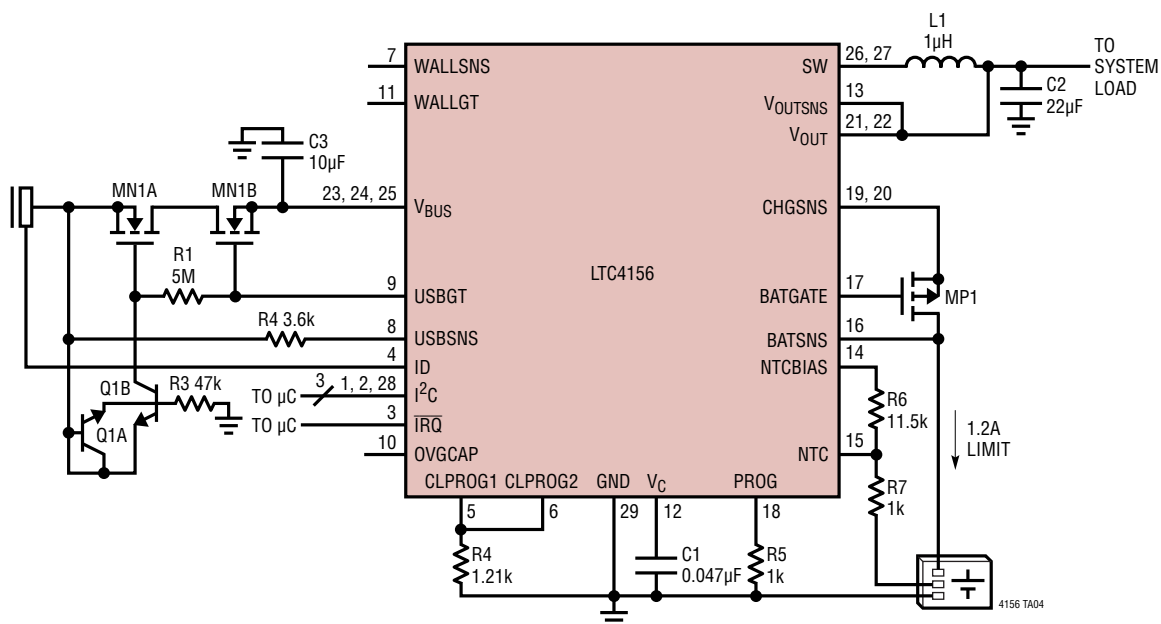 L1
1µH
TO
SYSTEM
LOAD
7
WALLSNS
SW
26, 27
11
WALLGT
VOUTSNS
13
C2
22µF
VOUT
21, 22
C3
10µF
MN1A
MN1B
23, 24, 25
VBUS
CHGSNS
19, 20
R1
5M
LTC4156
9
USBGT
BATGATE
17
MP1
R4 3.6k
8
USBSNS
BATSNS
16
4
ID
NTCBIAS
14
Q1B
R3 47k
TO µC
3
1, 2, 28
I2C
R6
11.5k
Q1A
TO µC
3
IRQ
1.2A
LIMIT
10
OVGCAP
NTC
15
CLPROG1
CLPROG2
GND
VC
PROG
R7
1k
5
6
29
12
18
R4
1.21k
C1
0.047µF
R5
1k
4156 TA04